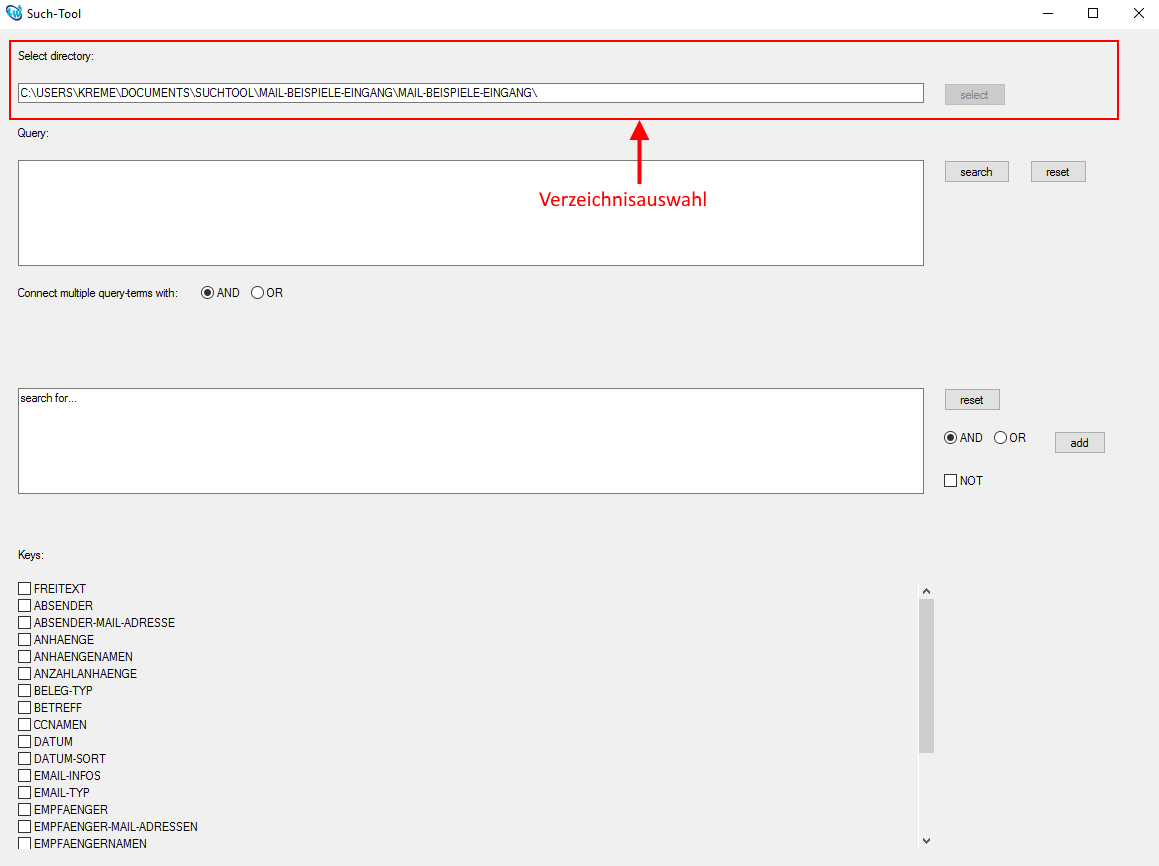 Such-Tool
Select directory:
C:\USERS\KREME\DOCUMENTS\SUCHTOOL\MAIL-BEISPIELE-EINGANG\MAIL-BEISPIELE-EINGANG\ select
Query:
search reset
Verzeichnisauswahl
Connect multiple query-terms with: AND OR
search for...
reset
AND OR add
NOT
Keys:
FREITEXT
ABSENDER
ABSENDER-MAIL-ADRESSE
ANHAENGE
ANHAENGENAMEN
ANZAHLANHAENGE
BELEG-TYP
BETREFF
CCNAMEN
DATUM
DATUM-SORT
EMAIL-INFOS
EMAIL-TYP
EMPFAENGER
EMPFAENGER-MAIL-ADRESSEN
EMPFAENGERNAMEN